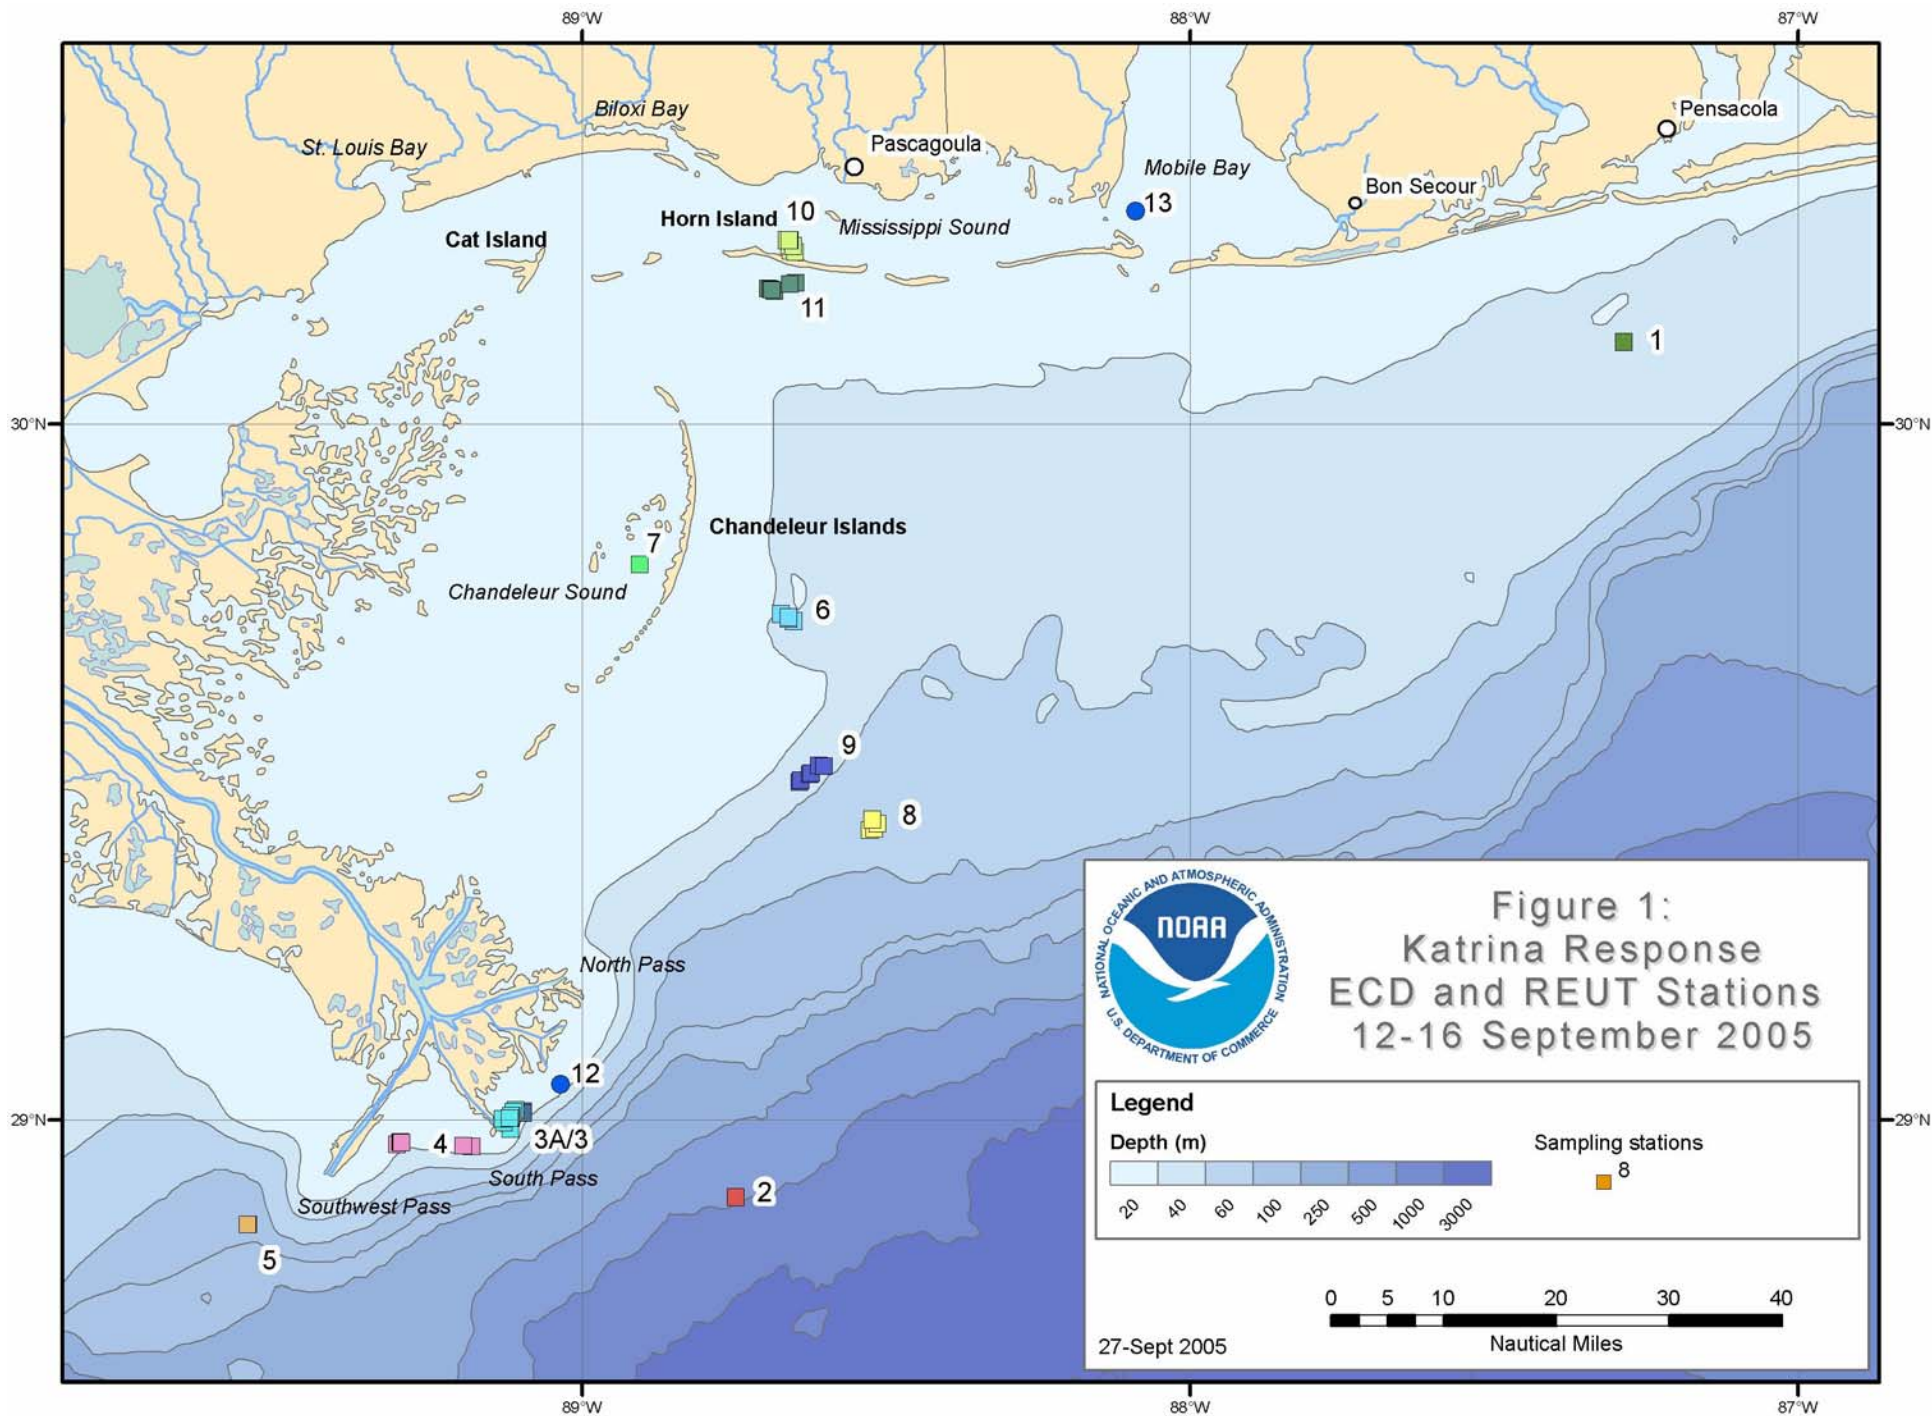 89°W
88°W
87°W
Biloxi Bay
Pensacola
St. Louis Bay
Pascagoula
Mobile Bay
Bon Secour
13
Horn Island
10
Mississippi Sound
Cat Island
11
1
30°N
30°N
Chandeleur Islands
7
Chandeleur Sound
6
9
8
North Pass
12
29°N
29°N
4
3A/3
South Pass
2
Southwest Pass
5
NATIONAL OCEANIC AND ATMOSPHERIC ADMINISTRATION
NOAA
U.S. DEPARTMENT OF COMMERCE
Figure 1:
Katrina Response
ECD and REUT Stations
12-16 September 2005
Legend
Depth (m)
Sampling stations
8
20 40 60 100 250 500 1000 3000
0 5 10 20 30 40
Nautical Miles
27-Sept 2005
89°W
88°W
87°W